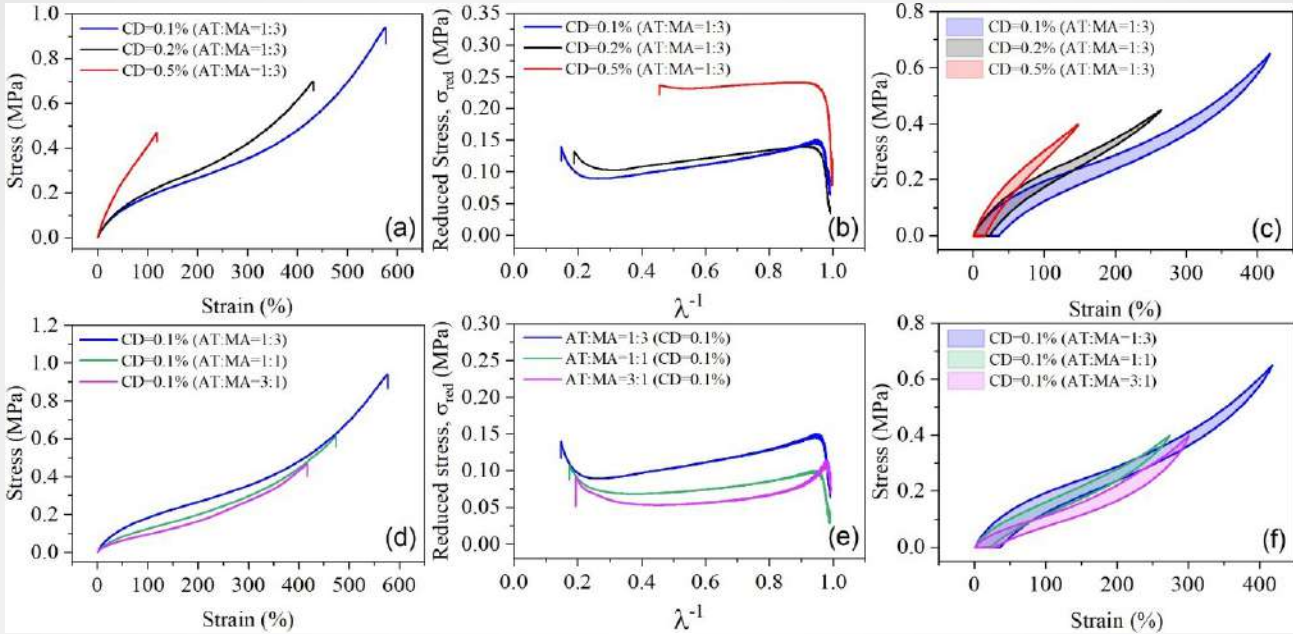 CD=0.1% (AT:MA=1:3)
CD=0.2% (AT:MA=1:3)
CD=0.5% (AT:MA=1:3)
Stress (MPa)
1.0
0.8
0.6
0.4
0.2
0.0
0 100 200 300 400 500 600
Strain (%)
(a)
CD=0.1% (AT:MA=1:3)
CD=0.2% (AT:MA=1:3)
CD=0.5% (AT:MA=1:3)
Reduced Stress, σred (MPa)
0.35
0.30
0.25
0.20
0.15
0.10
0.05
0.00
0.0 0.2 0.4 0.6 0.8 1.0
λ-1
(b)
CD=0.1% (AT:MA=1:3)
CD=0.2% (AT:MA=1:3)
CD=0.5% (AT:MA=1:3)
Stress (MPa)
0.8
0.6
0.4
0.2
0.0
0 100 200 300 400
Strain (%)
(c)
CD=0.1% (AT:MA=1:3)
CD=0.1% (AT:MA=1:1)
CD=0.1% (AT:MA=3:1)
Stress (MPa)
1.2
1.0
0.8
0.6
0.4
0.2
0.0
0 100 200 300 400 500 600
Strain (%)
(d)
AT:MA=1:3 (CD=0.1%)
AT:MA=1:1 (CD=0.1%)
AT:MA=3:1 (CD=0.1%)
Reduced stress, σred (MPa)
0.30
0.25
0.20
0.15
0.10
0.05
0.00
0.0 0.2 0.4 0.6 0.8 1.0
λ-1
(e)
CD=0.1% (AT:MA=1:3)
CD=0.1% (AT:MA=1:1)
CD=0.1% (AT:MA=3:1)
Stress (MPa)
0.8
0.6
0.4
0.2
0.0
0 100 200 300 400
Strain (%)
(f)